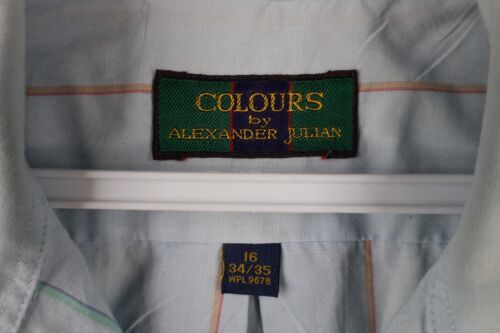 COLOURS
by
ALEXANDER JULIAN
16
34/35
WPL 9678